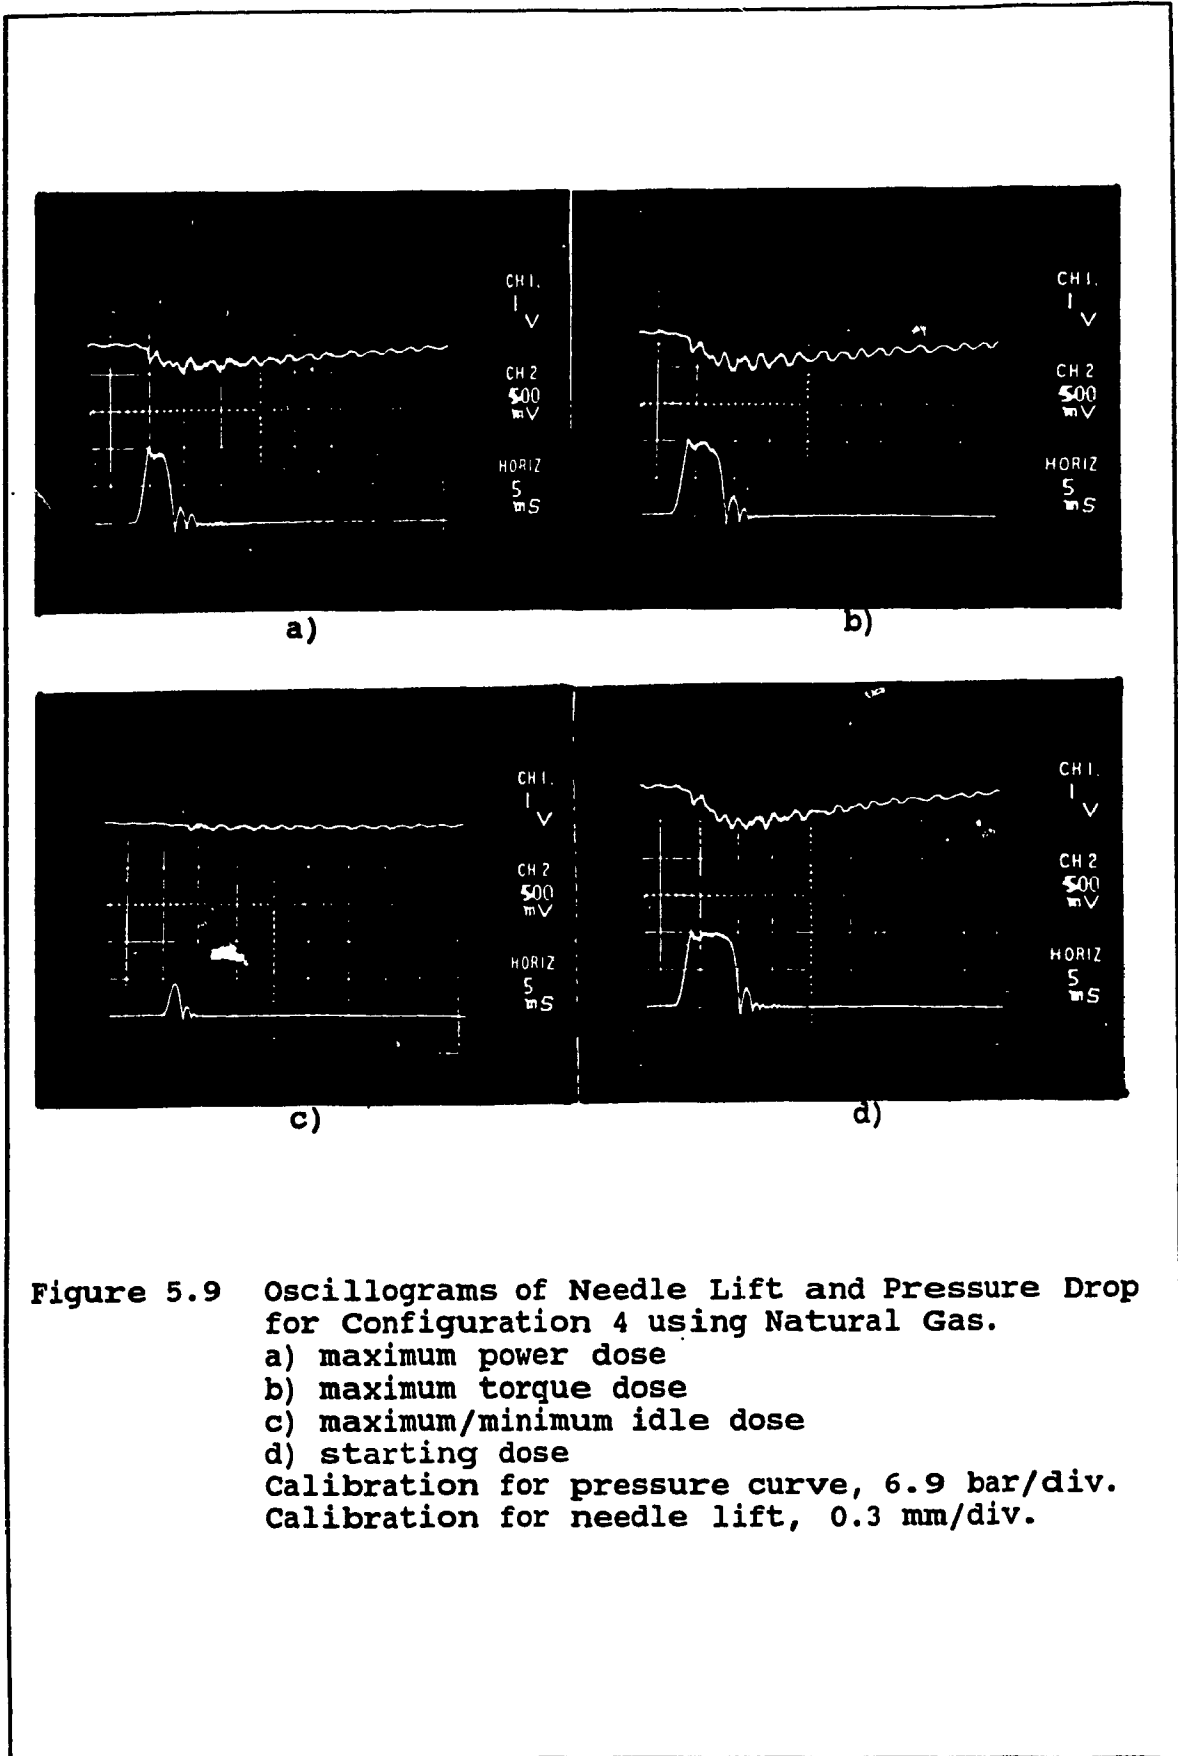 CH 1.
1
V
CH 2
500
mV
HORIZ
5
mS
CH 1.
1
V
CH 2
500
mV
HORIZ
5
mS
a)
b)
CH 1.
1
V
CH 2
500
mV
HORIZ
5
mS
CH 1.
1
V
CH 2
500
mV
HORIZ
5
mS
c)
d)
Figure 5.9 Oscillograms of Needle Lift and Pressure Drop
for Configuration 4 using Natural Gas.
a) maximum power dose
b) maximum torque dose
c) maximum/minimum idle dose
d) starting dose
Calibration for pressure curve, 6.9 bar/div.
Calibration for needle lift, 0.3 mm/div.